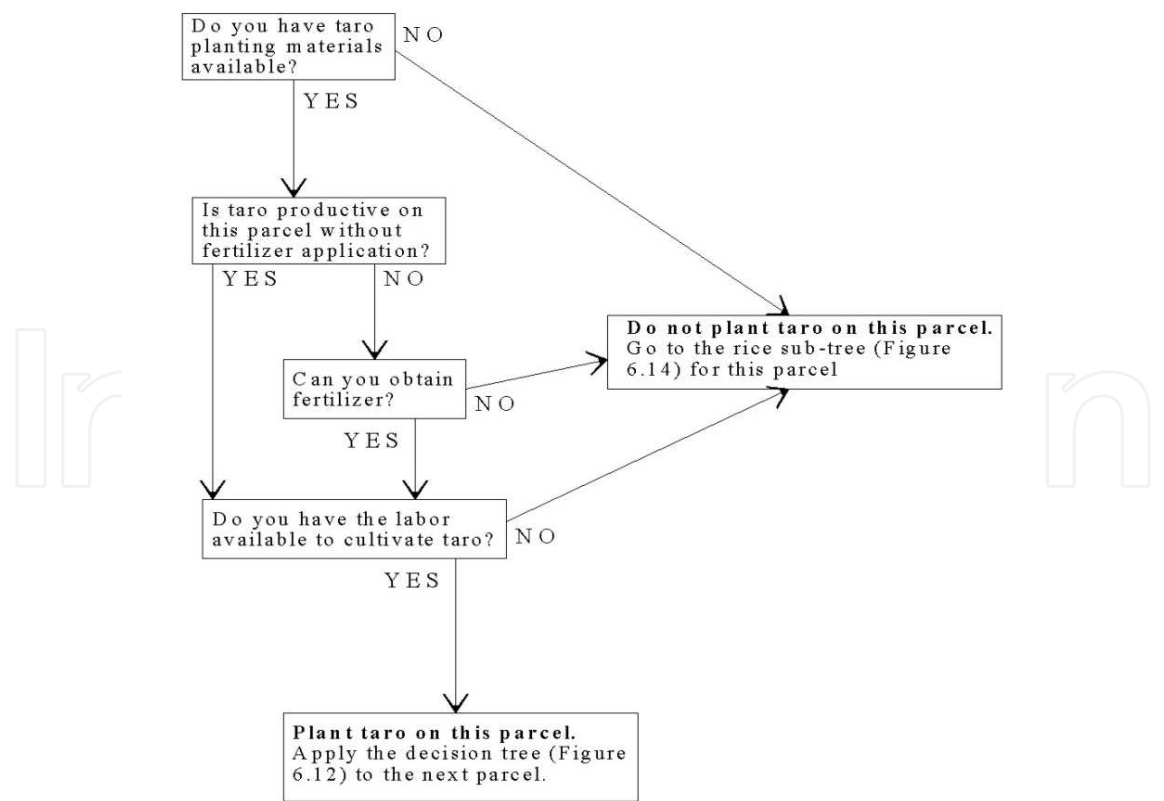 Do you have taro
planting materials
available?
NO
YES
Is taro productive on
this parcel without
fertilizer application?
YES
NO
Do not plant taro on this parcel.
Go to the rice sub-tree (Figure
6.14) for this parcel
Can you obtain
fertilizer?
NO
YES
Do you have the labor
available to cultivate taro?
NO
YES
Plant taro on this parcel.
Apply the decision tree (Figure
6.12) to the next parcel.